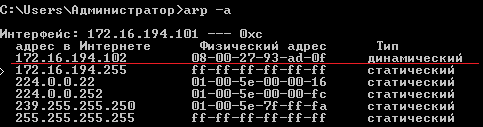 C:\Users\Администратор>arp -a
Интерфейс: 172.16.194.101 --- 0xc
адрес в Интернете Физический адрес Тип
172.16.194.102 08-00-27-93-ad-0f динамический
172.16.194.255 ff-ff-ff-ff-ff-ff статический
224.0.0.22 01-00-5e-00-00-16 статический
224.0.0.252 01-00-5e-00-00-fc статический
239.255.255.250 01-00-5e-7f-ff-fa статический
255.255.255.255 ff-ff-ff-ff-ff-ff статический